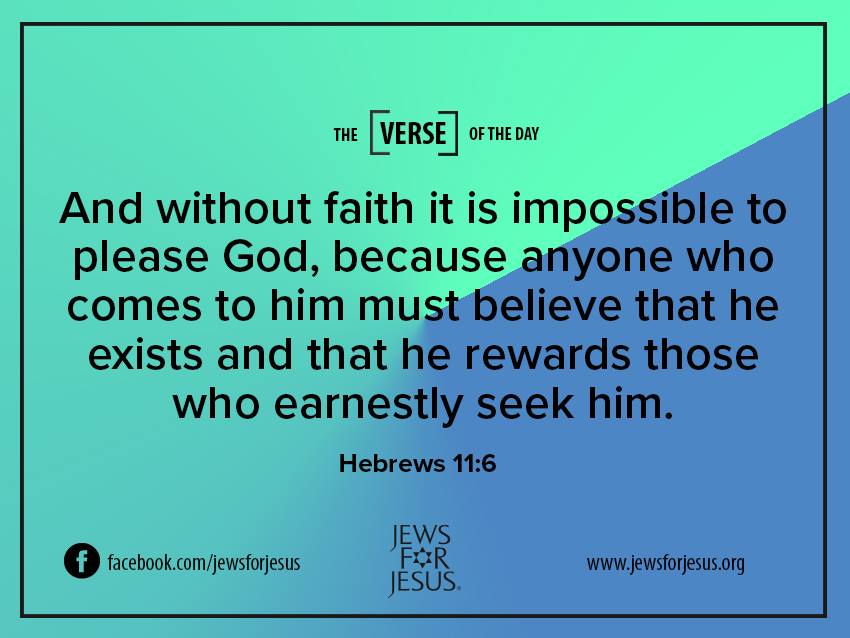 THE [VERSE] OF THE DAY
And without faith it is impossible to
please God, because anyone who
comes to him must believe that he
exists and that he rewards those
who earnestly seek him.
Hebrews 11:6
f facebook.com/jewsforjesus
JEWS
FOR
JESUS®
www.jewsforjesus.org